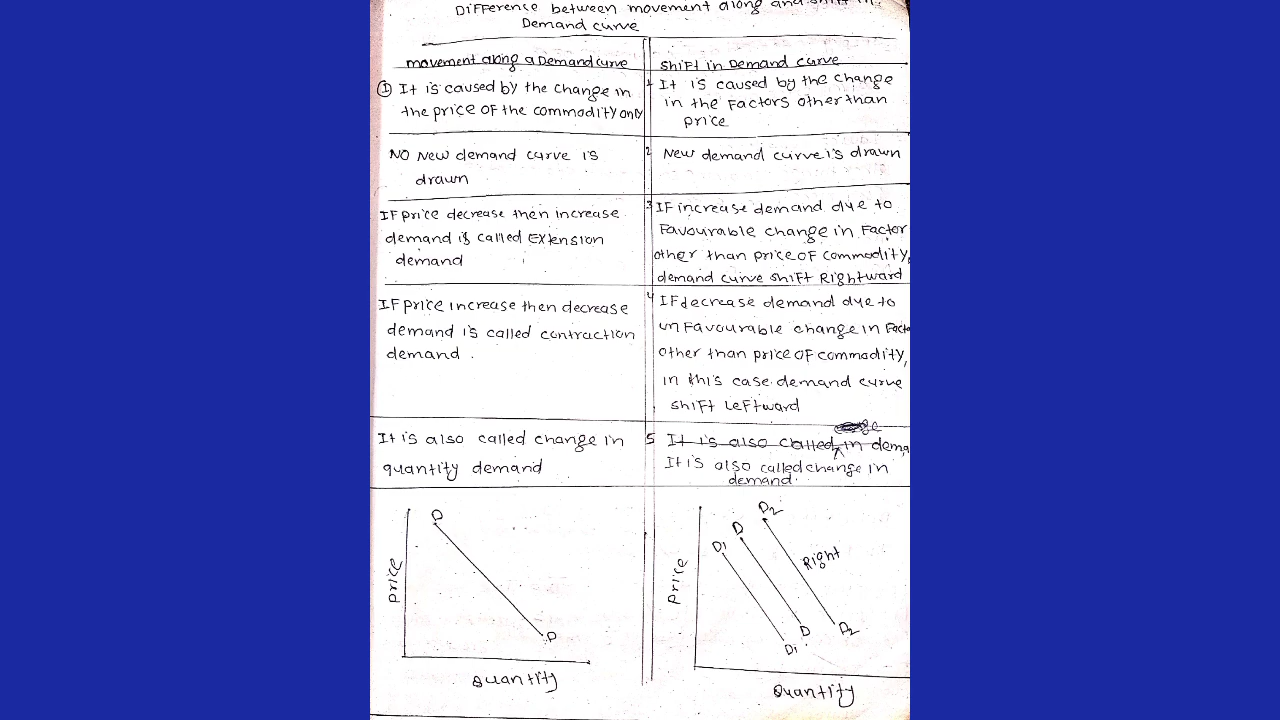 Difference between movement along and shift in
Demand curve
movement along a Demand curve
① It is caused by the change in
the price of the commodity only
No New demand curve is
drawn
IF price decrease then increase
demand is called Extension
demand
IF price increase then decrease
demand is called contraction
demand.
It is also called change in
quantity demand
D
D
price
Quantity
shift in Demand curve
1 It is caused by the change
in the Factors other than
price
2 New demand curve is drawn
3 IF increase demand due to
Favourable change in Factor
other than price of commodity,
demand curve shift Rightward
4 IF decrease demand due to
unFavourable change in Facto
other than price of commodity,
in this case demand curve
shift Leftward
5 It is also called in dema
It is also called change in
demand.
D2
D
D1
Right
D2
D
D1
Price
Quantity